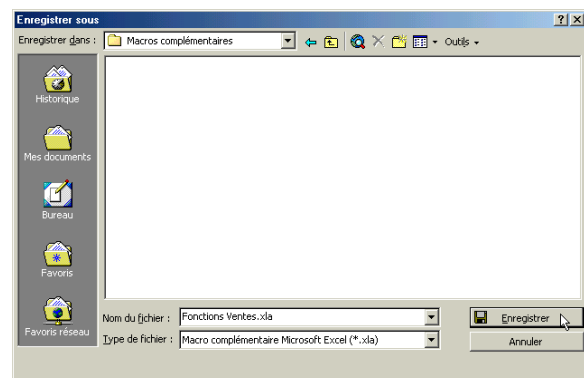 Enregistrer sous
Enregistrer dans : Macros complémentaires Outils
Historique
Mes documents
Bureau
Favoris
Favoris réseau
Nom du fichier : Fonctions Ventes.xla Enregistrer
Type de fichier : Macro complémentaire Microsoft Excel (*.xla) Annuler